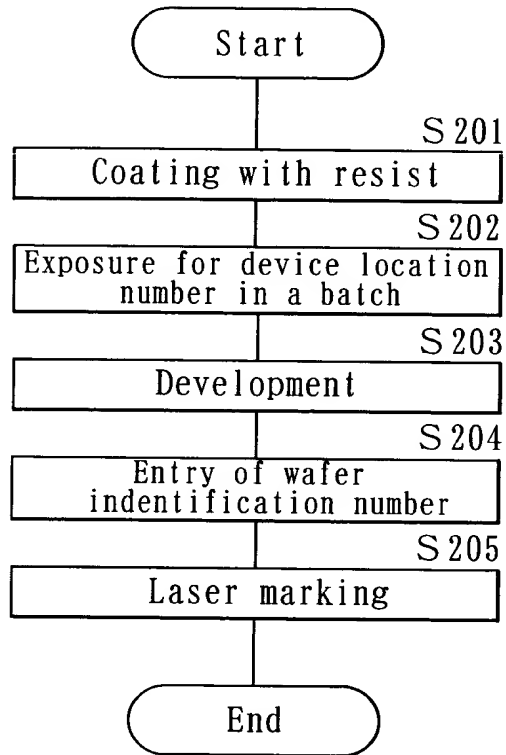 Start
S201
Coating with resist
S202
Exposure for device location
number in a batch
S203
Development
S204
Entry of wafer
indentification number
S205
Laser marking
End